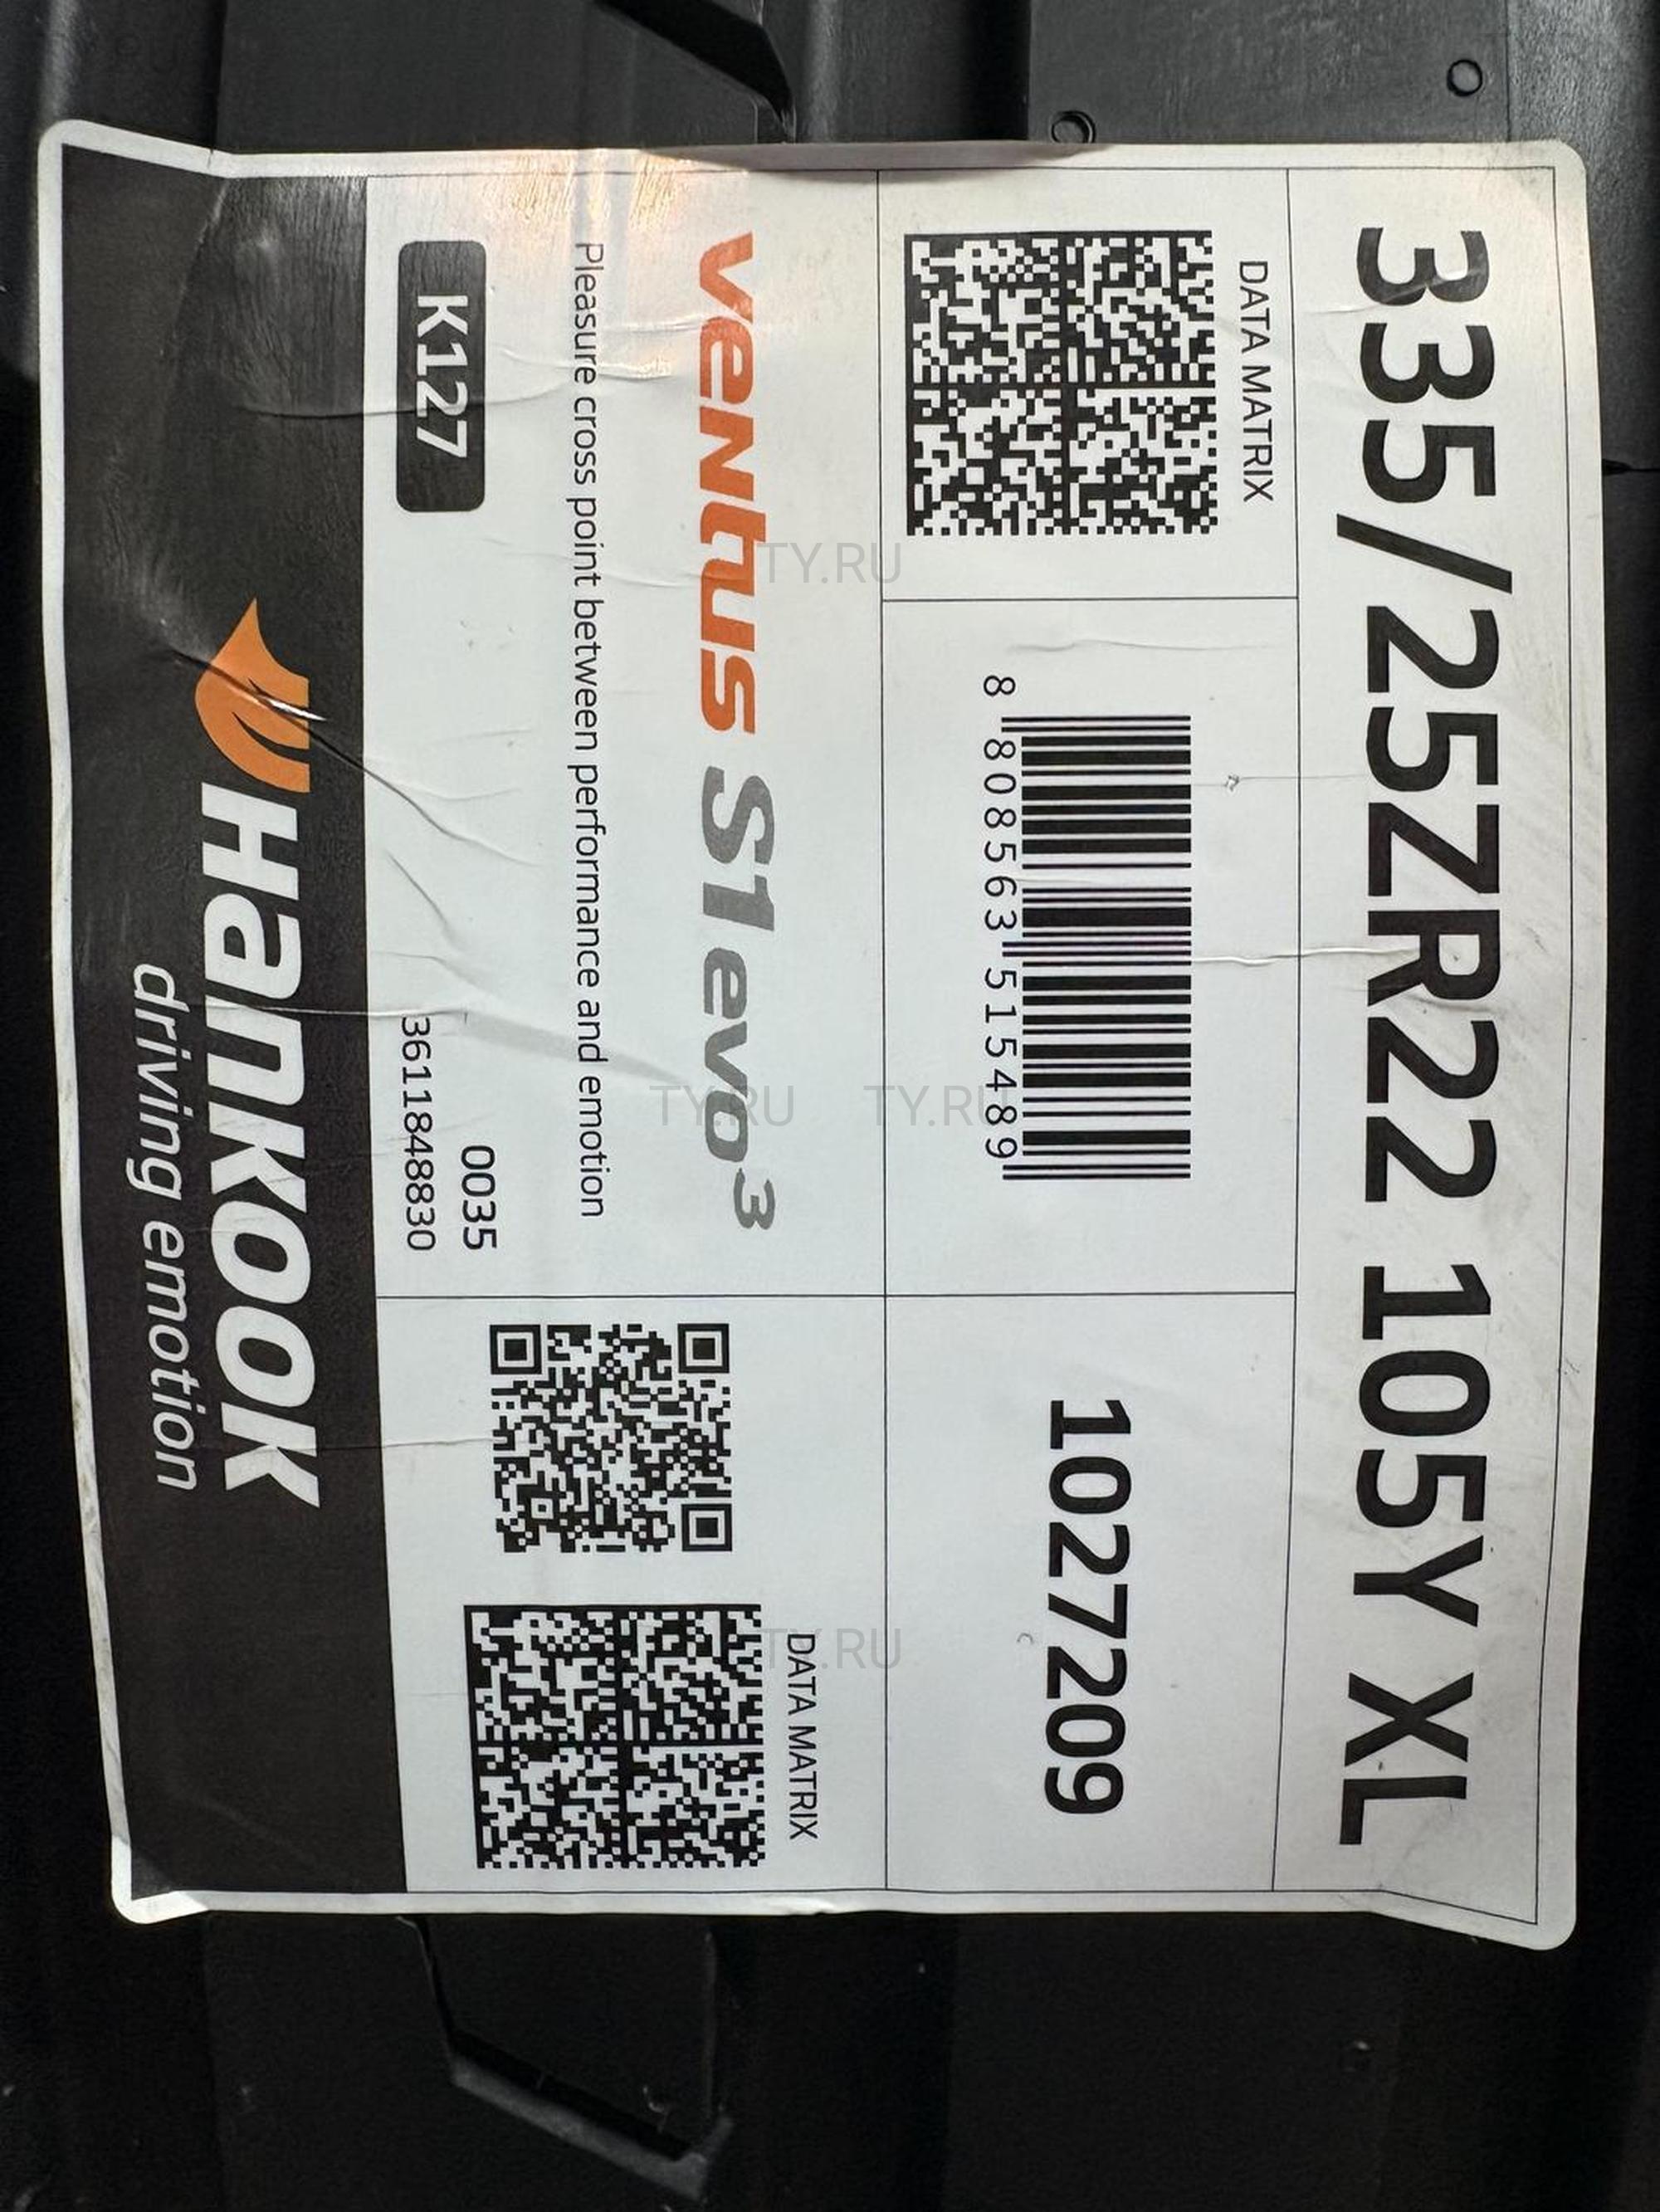 335/25ZR22 105Y XL
DATA MATRIX
8 808563 515489
1027209
ventus S1 evo³
Pleasure cross point between performance and emotion
K127
0035
36118488830
DATA MATRIX
Hankook
driving emotion
TY.RU
TY.RU
TY.RU
TY.RU